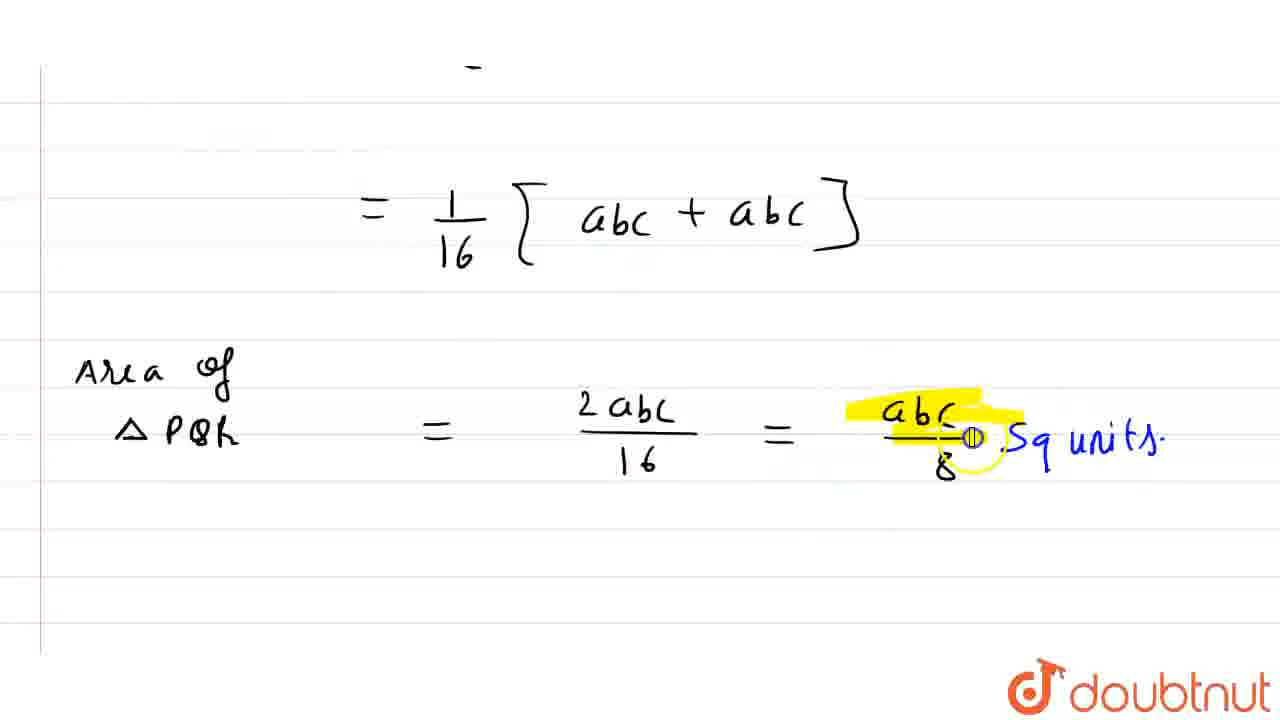 = 1/16 [ abc + abc ]
Area of
Δ PQR = 2abc/16 = abc/8 Sq units.
doubtnut